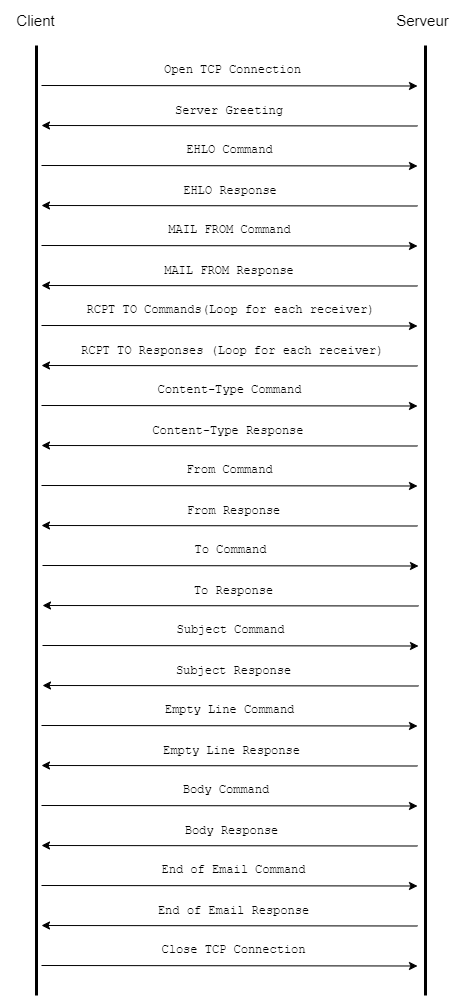 Client
Serveur
Open TCP Connection
Server Greeting
EHLO Command
EHLO Response
MAIL FROM Command
MAIL FROM Response
RCPT TO Commands(Loop for each receiver)
RCPT TO Responses (Loop for each receiver)
Content-Type Command
Content-Type Response
From Command
From Response
To Command
To Response
Subject Command
Subject Response
Empty Line Command
Empty Line Response
Body Command
Body Response
End of Email Command
End of Email Response
Close TCP Connection